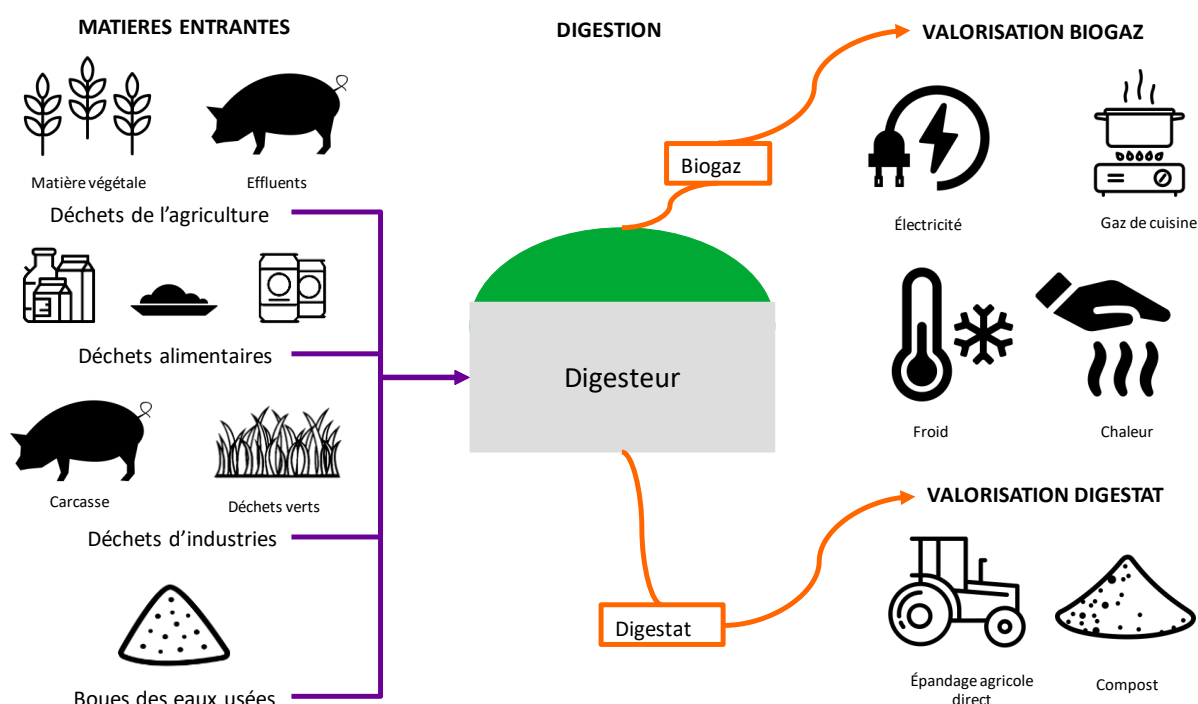 MATIERES ENTRANTES
Matière végétale
Effluents
Déchets de l'agriculture
Déchets alimentaires
Carcasse
Déchets verts
Déchets d'industries
Boues des eaux usées
DIGESTION
Biogaz
Digesteur
Digestat
VALORISATION BIOGAZ
Électricité
Gaz de cuisine
Froid
Chaleur
VALORISATION DIGESTAT
Épandage agricole
direct
Compost